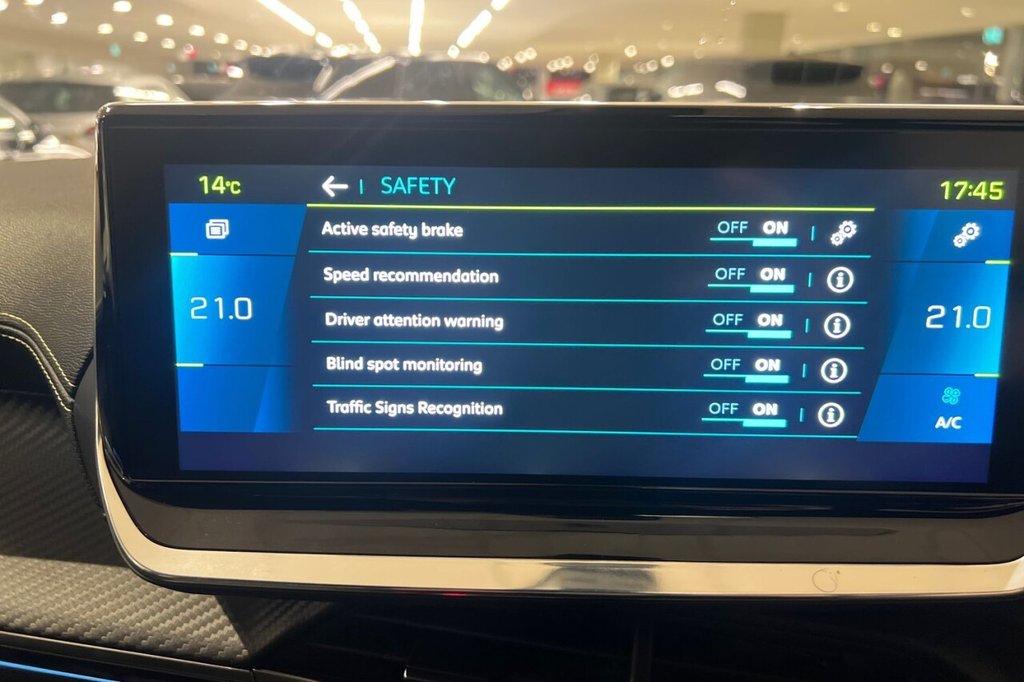 14°C
SAFETY
17:45
Active safety brake OFF ON
Speed recommendation OFF ON
21.0
Driver attention warning OFF ON
21.0
Blind spot monitoring OFF ON
Traffic Signs Recognition OFF ON
A/C